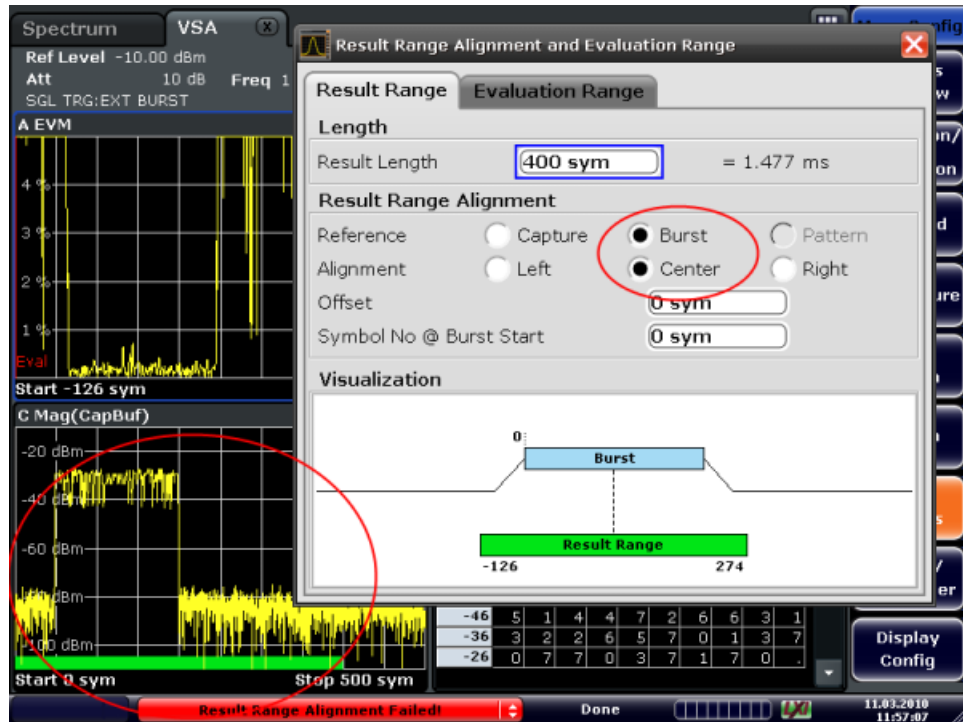 Spectrum VSA
Ref Level -10.00 dBm
Att 10 dB Freq 1
SGL TRG:EXT BURST
A EVM
4 %
3 %
2 %
1 %
Eval
Start -126 sym
C Mag(CapBuf)
-20 dBm
-40 dBm
-60 dBm
-100 dBm
Start 0 sym Stop 500 sym
Result Range Alignment and Evaluation Range
Result Range Evaluation Range
Length
Result Length 400 sym = 1.477 ms
Result Range Alignment
Reference Capture Burst Pattern
Alignment Left Center Right
Offset 0 sym
Symbol No @ Burst Start 0 sym
Visualization
0
Burst
Result Range
-126 274
-46 5 1 4 4 7 2 6 6 3 1
-36 3 2 2 6 5 7 0 1 3 7
-26 0 7 7 0 3 7 1 7 0 .
Display
Config
Result Range Alignment Failed! Done LXI 11.03.2010
11:57:07